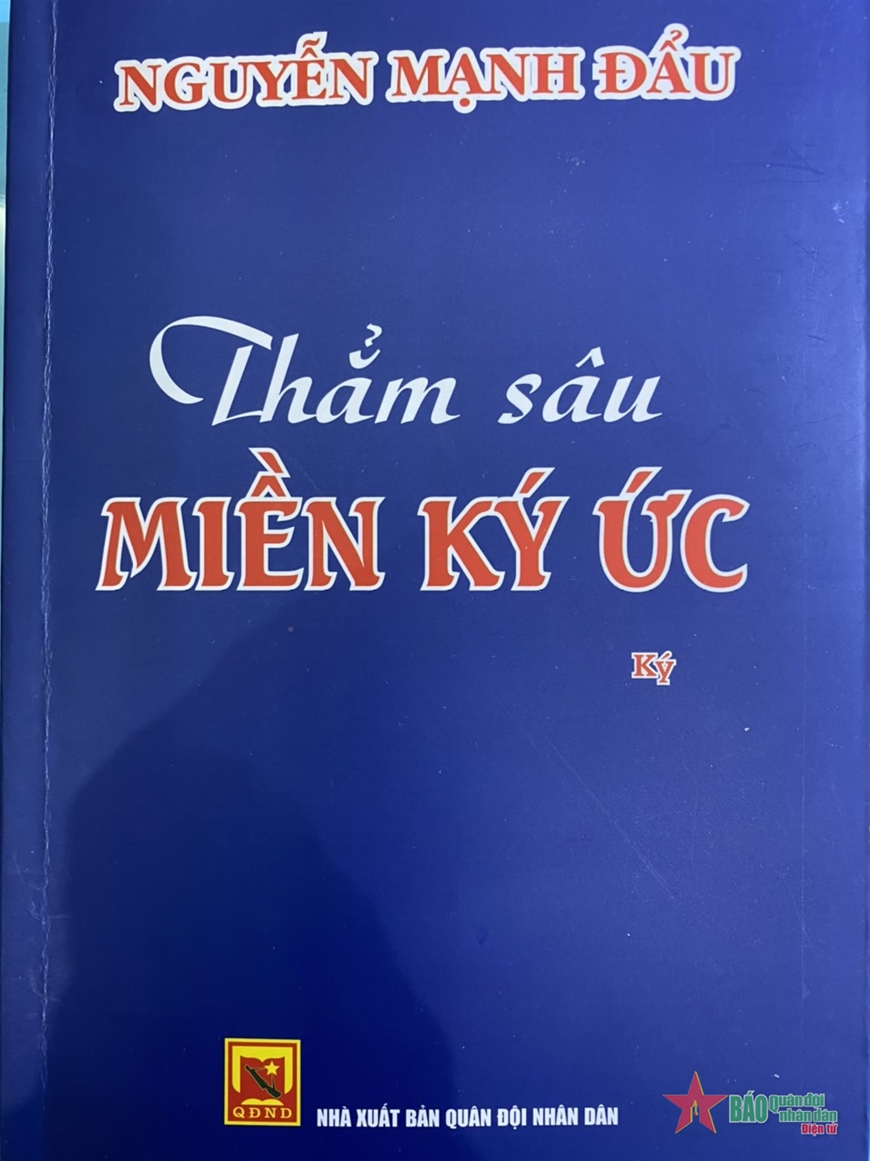 NGUYỄN MẠNH ĐẨU
Thẳm sâu
MIỀN KÝ ỨC
Ký
QĐND
NHÀ XUẤT BẢN QUÂN ĐỘI NHÂN DÂN
BÁO quân đội
nhân dân
Điện tử